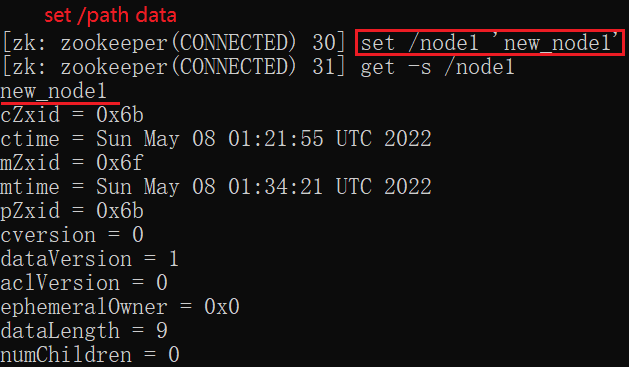 set /path data
[zk: zookeeper(CONNECTED) 30] set /node1 'new_node1'
[zk: zookeeper(CONNECTED) 31] get -s /node1
new_node1
cZxid = 0x6b
ctime = Sun May 08 01:21:55 UTC 2022
mZxid = 0x6f
mtime = Sun May 08 01:34:21 UTC 2022
pZxid = 0x6b
cversion = 0
dataVersion = 1
aclVersion = 0
ephemeralOwner = 0x0
dataLength = 9
numChildren = 0